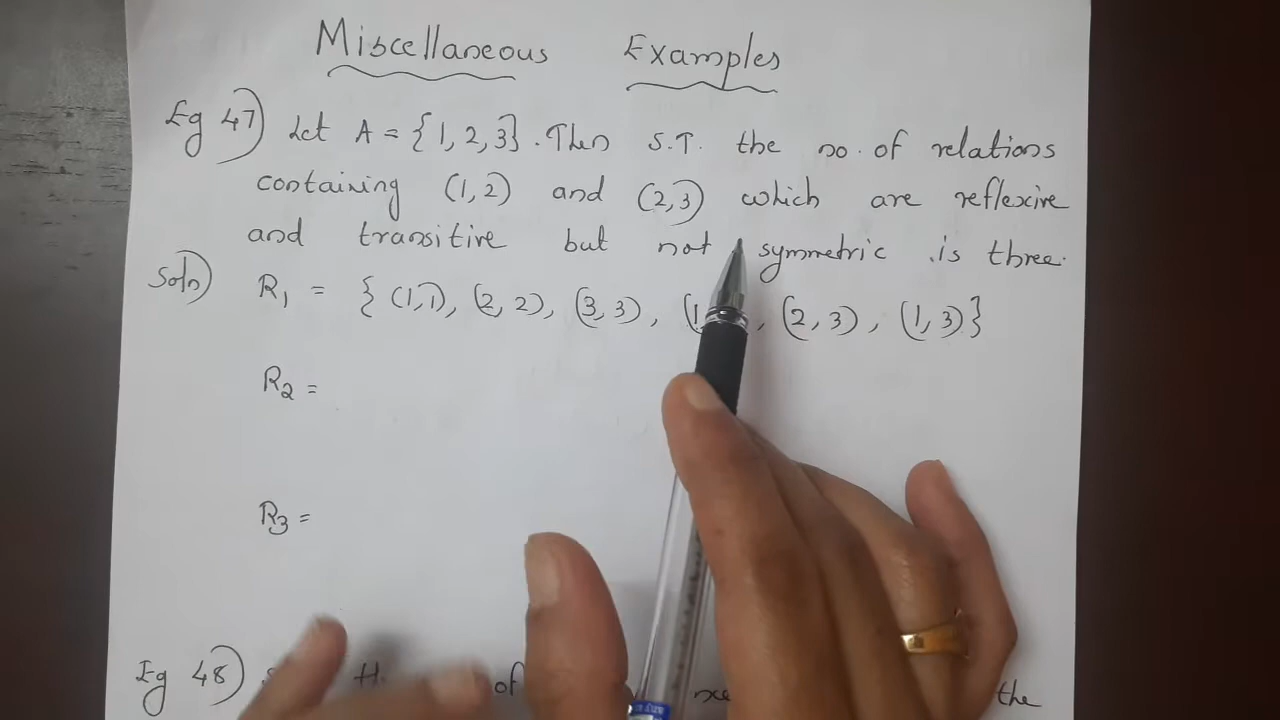 Miscellaneous Examples
Eg 47) Let A = {1, 2, 3}. Then S.T. the no. of relations
containing (1, 2) and (2, 3) which are reflexive
and transitive but not symmetric is three.
Soln) R₁ = { (1, 1), (2, 2), (3, 3), (1 , (2, 3), (1, 3)}
R₂ =
R₃ =
Eg 48) of the